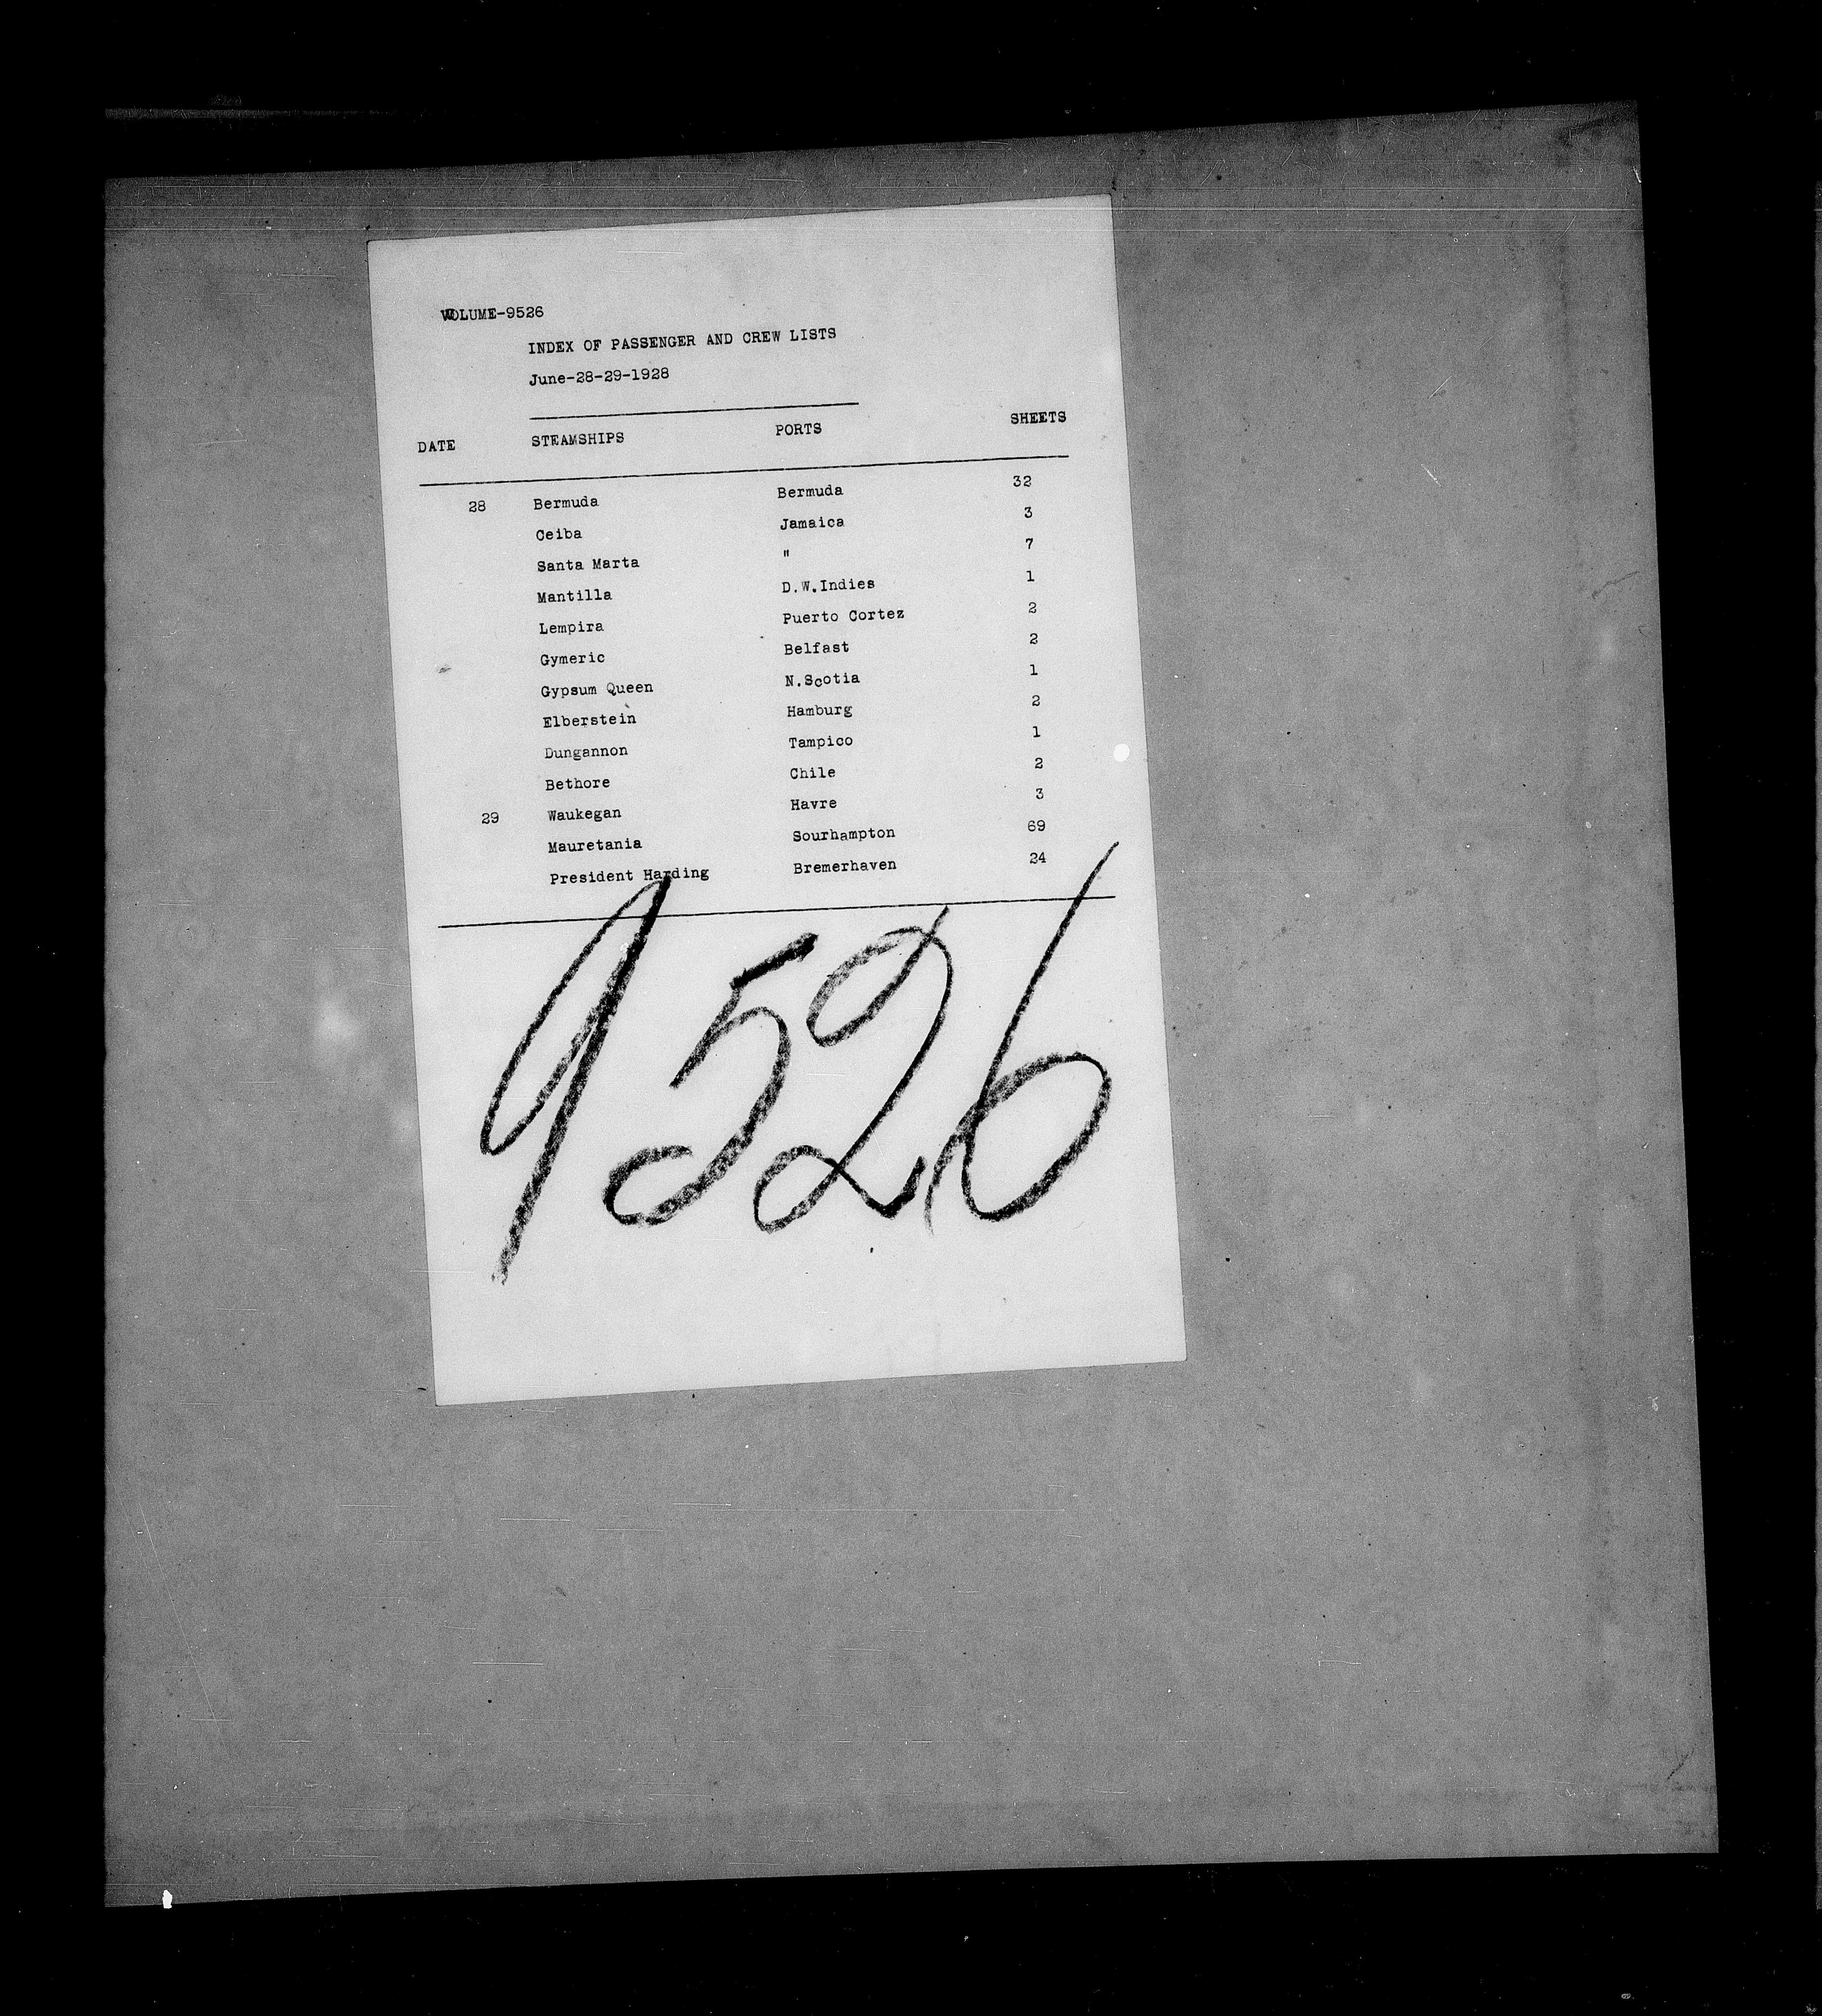 VOLUME-9526
INDEX OF PASSENGER AND CREW LISTS
June-28-29-1928
DATE STEAMSHIPS PORTS SHEETS
28 Bermuda Bermuda 32
Ceiba Jamaica 3
Santa Marta " 7
Mantilla D.W.Indies 1
Lempira Puerto Cortez 2
Gymeric Belfast 2
Gypsum Queen N.Scotia 1
Elberstein Hamburg 2
Dungannon Tampico 1
Bethore Chile 2
29 Waukegan Havre 3
Mauretania Sourhampton 69
President Harding Bremerhaven 24
9526